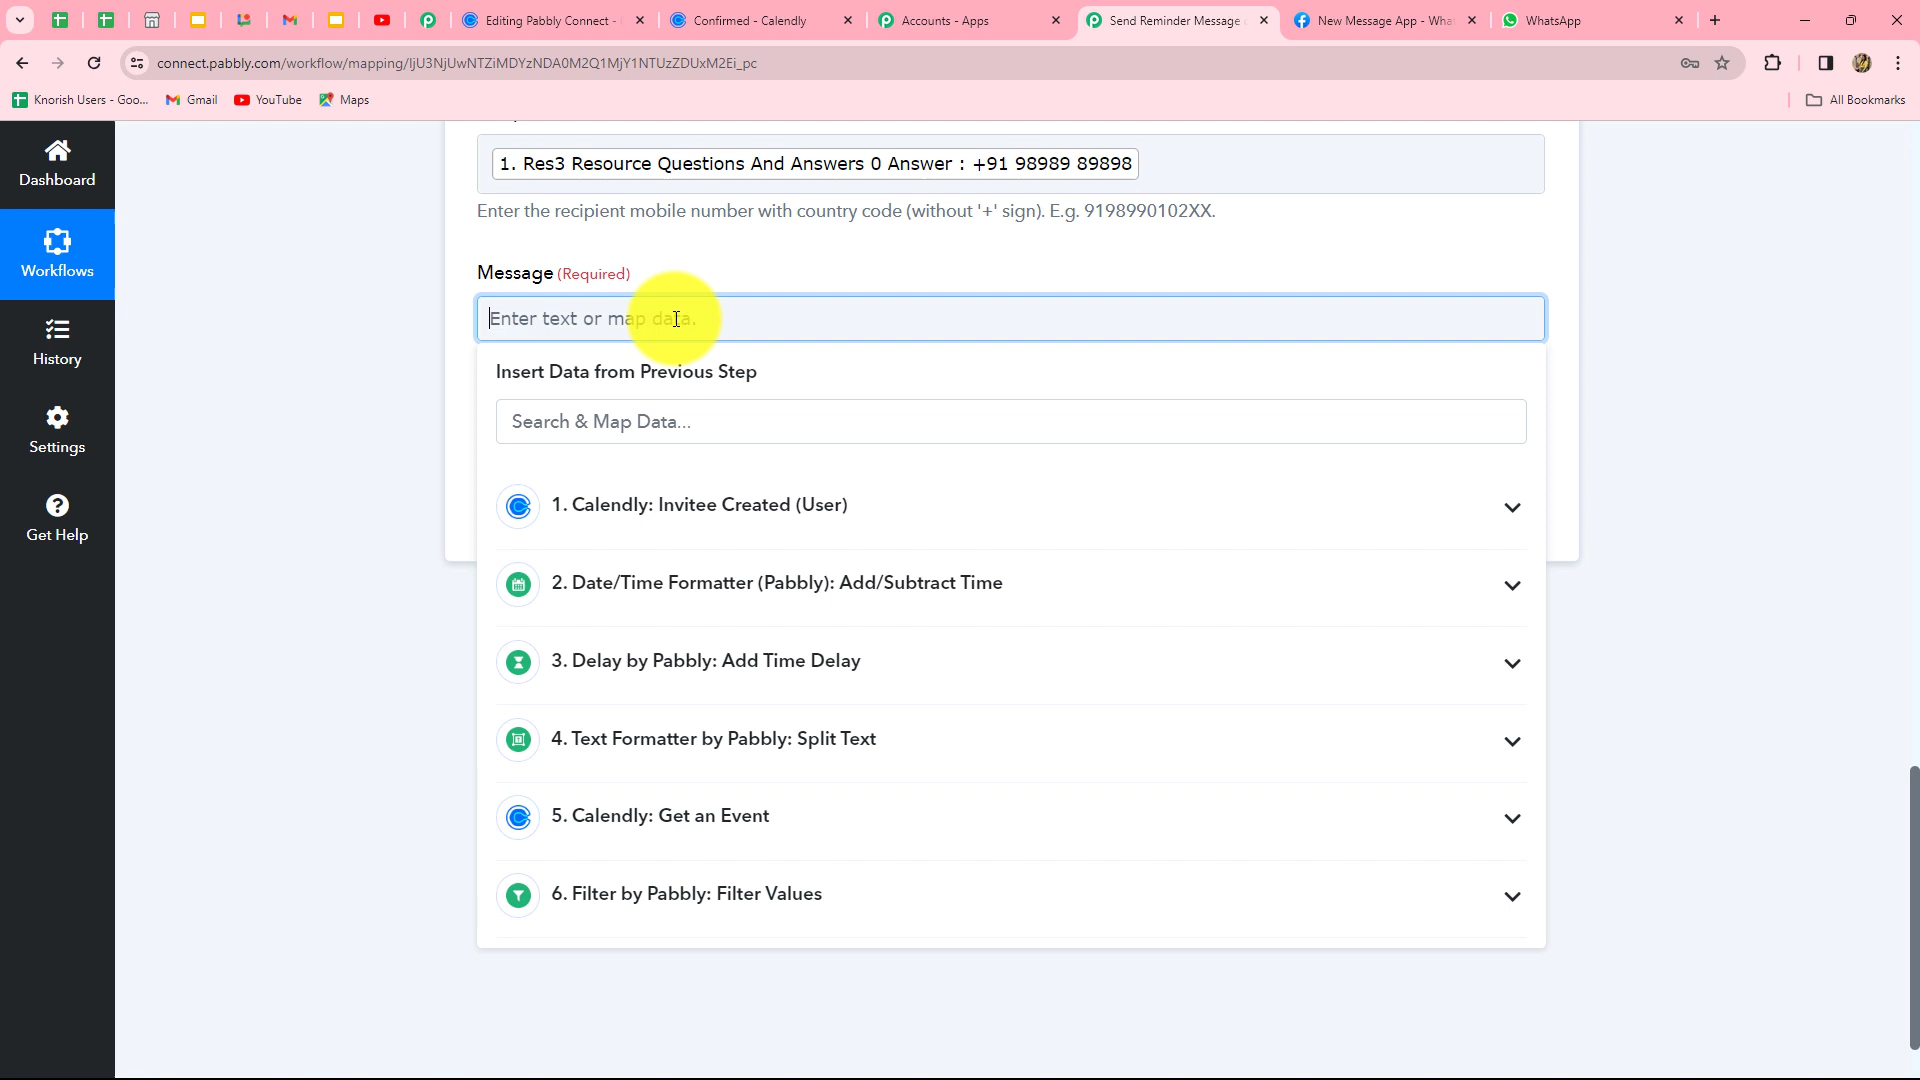 Editing Pabbly Connect -
Confirmed - Calendly
Accounts - Apps
Send Reminder Message
New Message App - Wha
WhatsApp
connect.pabbly.com/workflow/mapping/IjU3NjUwNTZiMDYzNDA0M2Q1MjY1NTUzZDUxM2Ei_pc
Knorish Users - Goo...
Gmail
YouTube
Maps
All Bookmarks
Dashboard
Workflows
History
Settings
Get Help
1. Res3 Resource Questions And Answers 0 Answer : +91 98989 89898
Enter the recipient mobile number with country code (without '+' sign). E.g. 9198990102XX.
Message (Required)
Enter text or map data.
Insert Data from Previous Step
Search & Map Data...
1. Calendly: Invitee Created (User)
2. Date/Time Formatter (Pabbly): Add/Subtract Time
3. Delay by Pabbly: Add Time Delay
4. Text Formatter by Pabbly: Split Text
5. Calendly: Get an Event
6. Filter by Pabbly: Filter Values